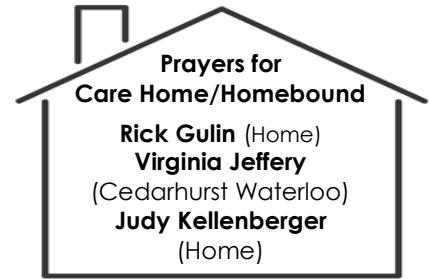 Prayers for
Care Home/Homebound
Rick Gulin (Home)
Virginia Jeffery
(Cedarhurst Waterloo)
Judy Kellenberger
(Home)